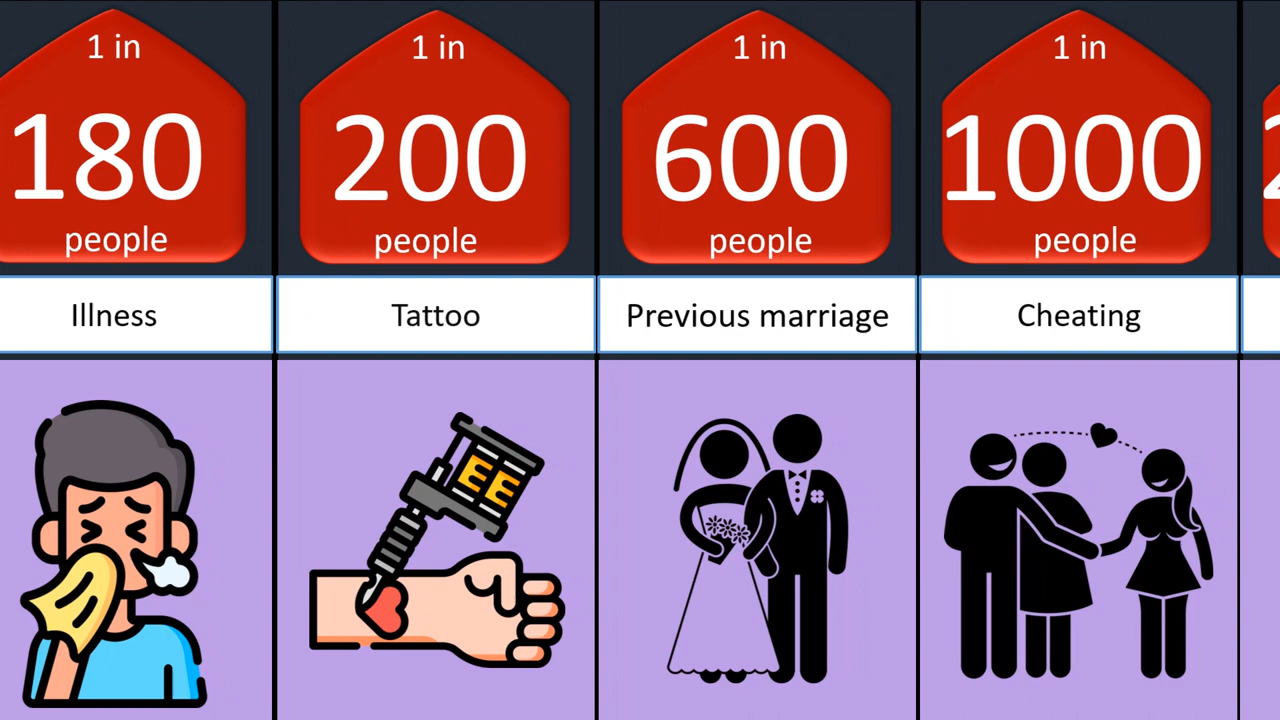 1 in
180
people
Illness
1 in
200
people
Tattoo
1 in
600
people
Previous marriage
1 in
1000
people
Cheating